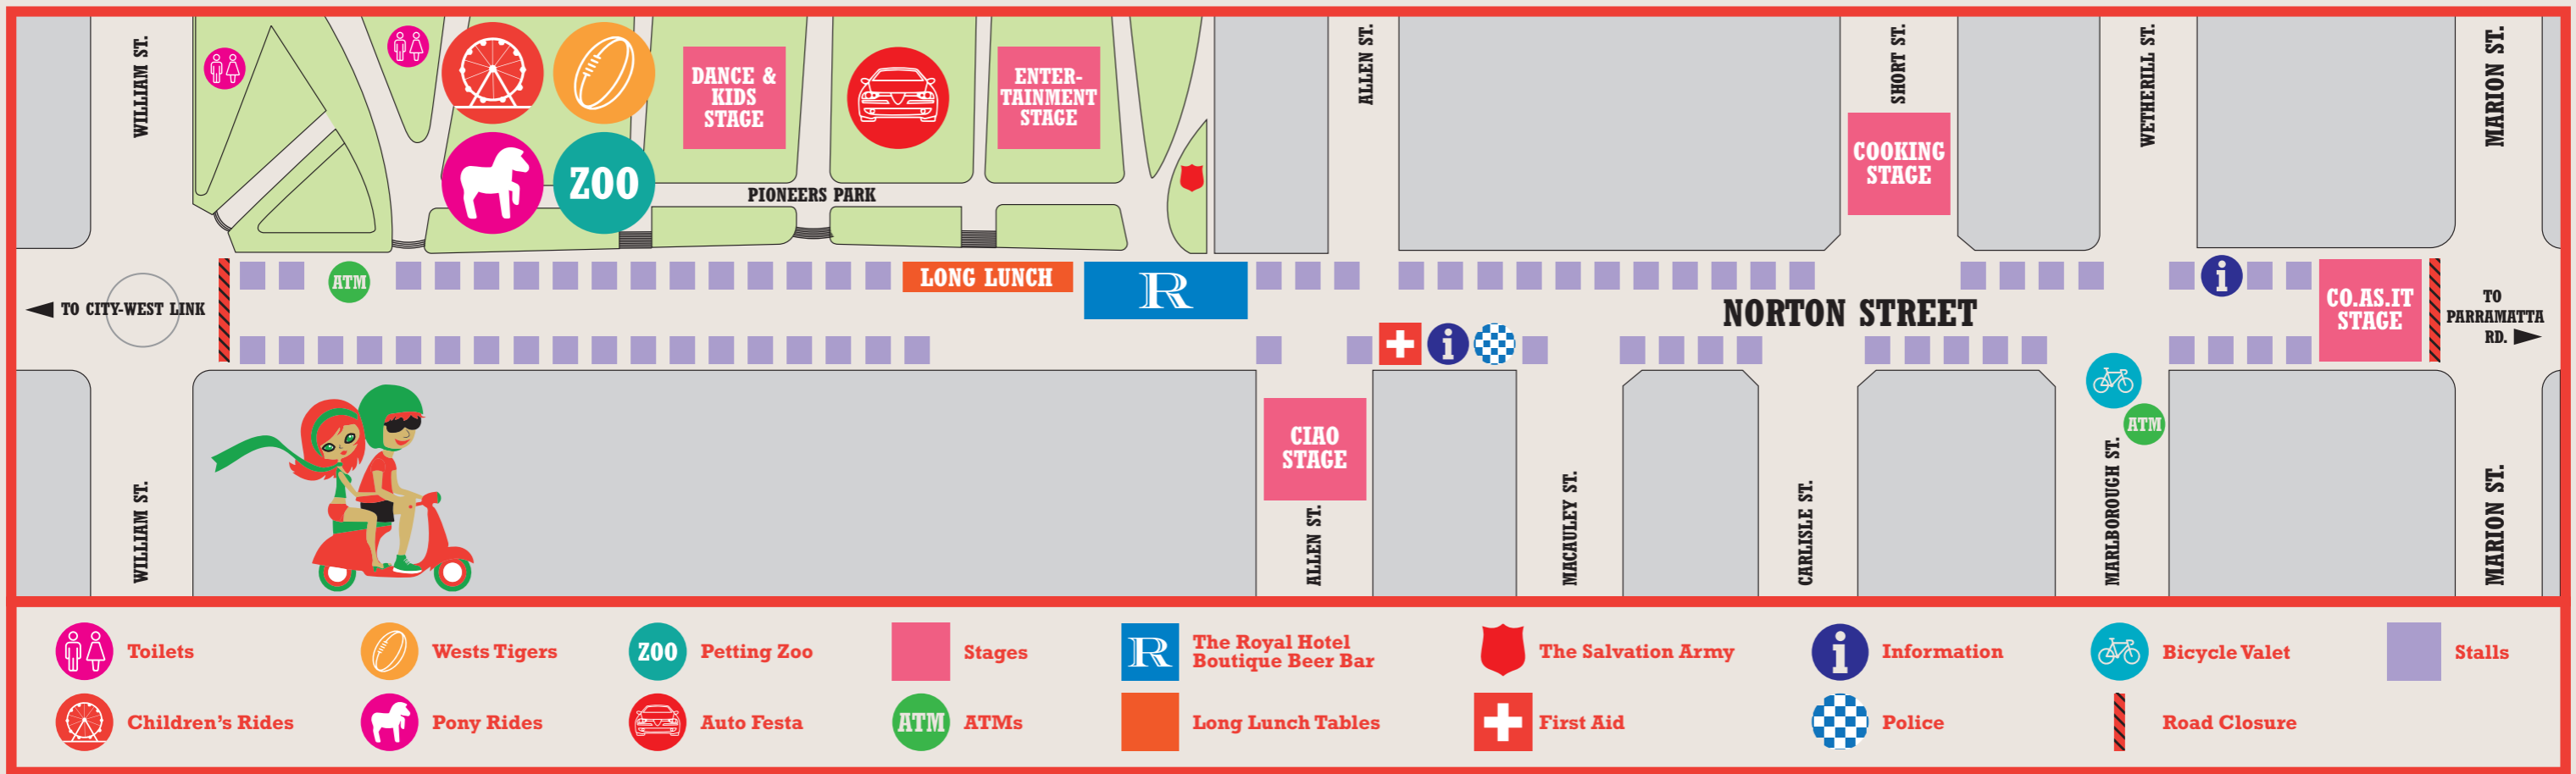 WILLIAM ST.
DANCE &
KIDS
STAGE
ENTER-
TAINMENT
STAGE
ZOO
PIONEERS PARK
ALLEN ST.
SHORT ST.
COOKING
STAGE
WETHERILL ST.
MARION ST.
ATM
LONG LUNCH
R
i
TO CITY-WEST LINK
NORTON STREET
CO.AS.IT
STAGE
TO
PARRAMATTA
RD.
i
ATM
CIAO
STAGE
WILLIAM ST.
ALLEN ST.
MACAULEY ST.
CARLISLE ST.
MARLBOROUGH ST.
MARION ST.
Toilets
Wests Tigers
ZOO Petting Zoo
Stages
R The Royal Hotel
Boutique Beer Bar
The Salvation Army
i Information
Bicycle Valet
Stalls
Children's Rides
Pony Rides
Auto Festa
ATM ATMs
Long Lunch Tables
First Aid
Police
Road Closure